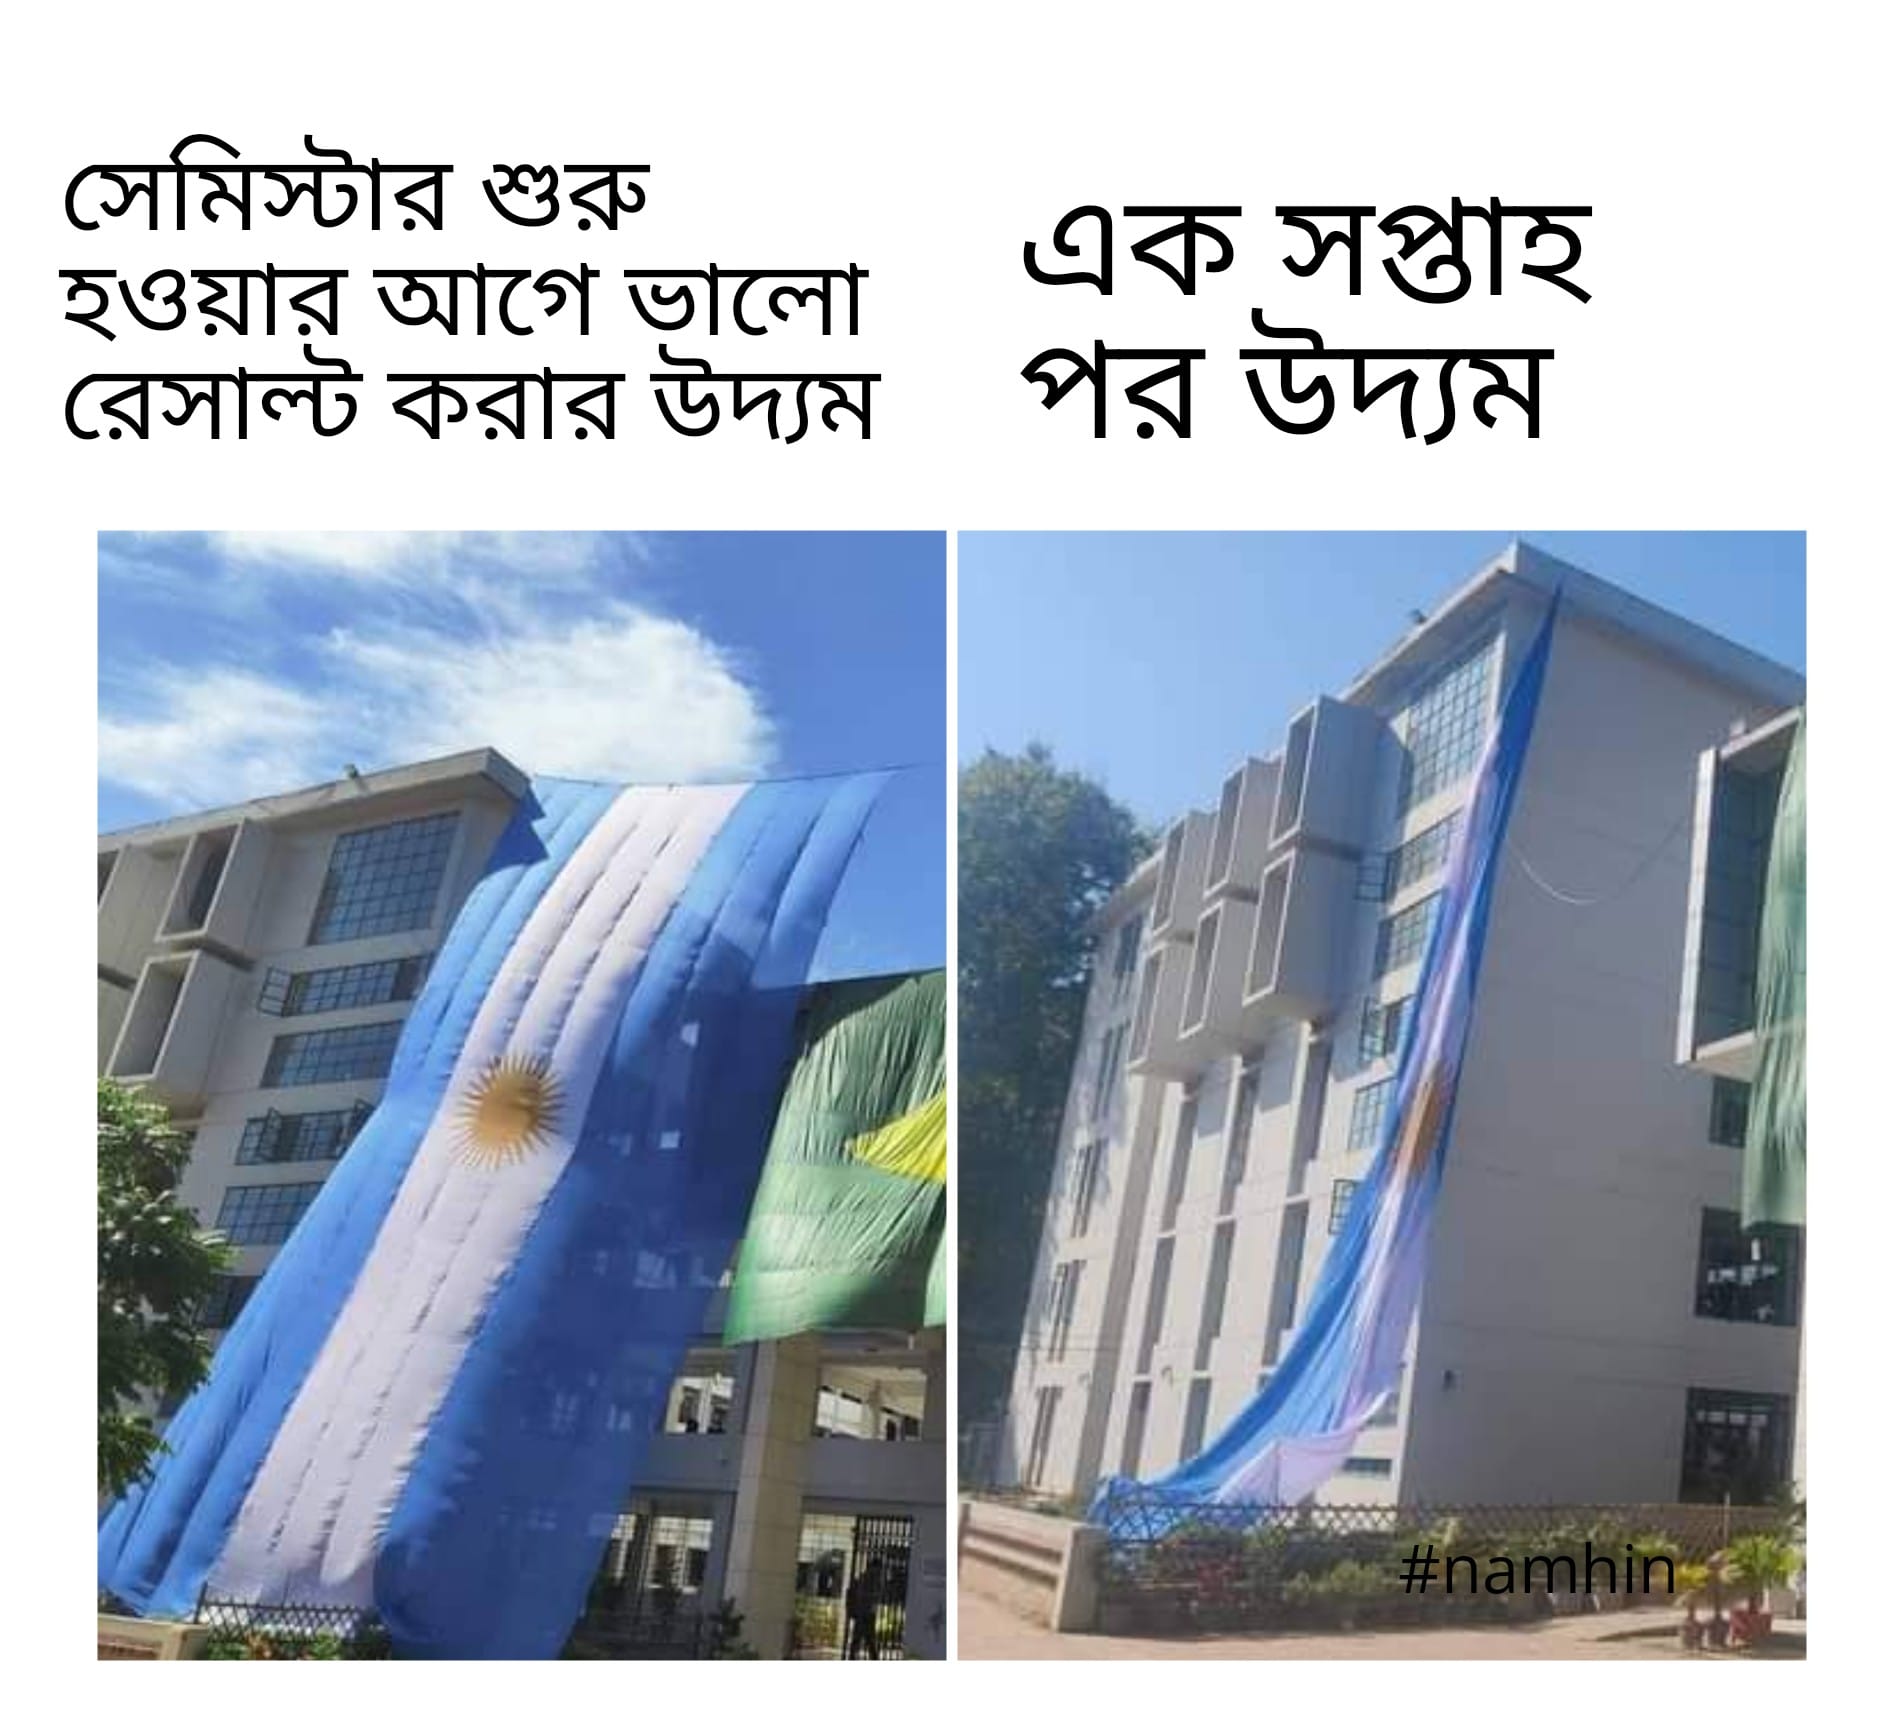 সেমিস্টার শুরু
হওয়ার আগে ভালো
রেসাল্ট করার উদ্যম
এক সপ্তাহ
পর উদ্যম
#namhin